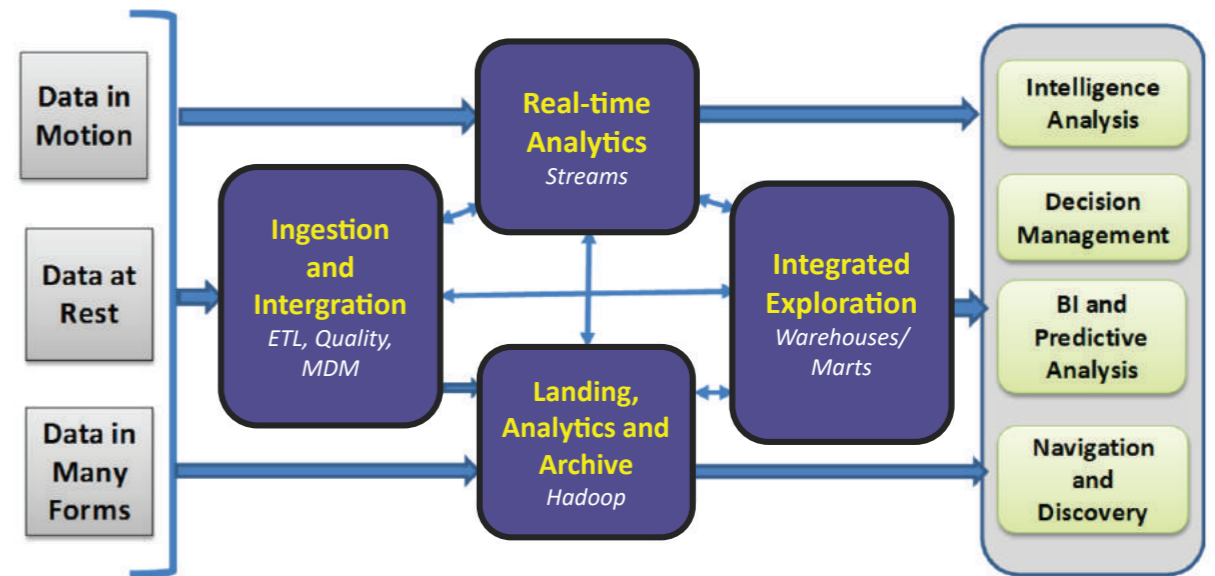 Data in
Motion
Data at
Rest
Data in
Many
Forms
Ingestion
and
Intergration
ETL, Quality,
MDM
Real-time
Analytics
Streams
Landing,
Analytics and
Archive
Hadoop
Integrated
Exploration
Warehouses/
Marts
Intelligence
Analysis
Decision
Management
BI and
Predictive
Analysis
Navigation
and
Discovery